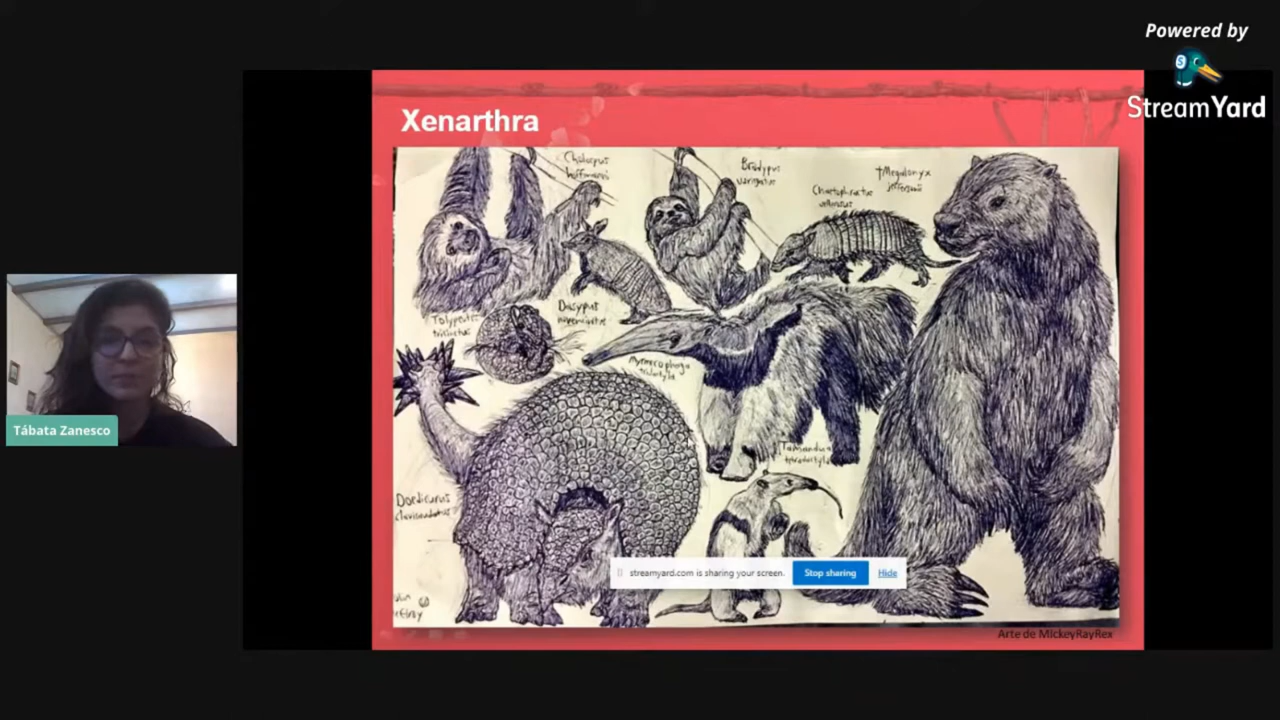 Powered by
StreamYard
Xenarthra
Choloepus
hoffmanni
Bradypus
variegatus
Chaetophractus
villosus
†Megalonyx
jeffersonii
Tolypeutes
tricinctus
Dasypus
novemcinctus
Myrmecophaga
tridactyla
Tamandua
tetradactyla
Doedicurus
clavicaudatus
Tábata Zanesco
streamyard.com is sharing your screen.
Stop sharing
Hide
Arte de MickeyRayRex